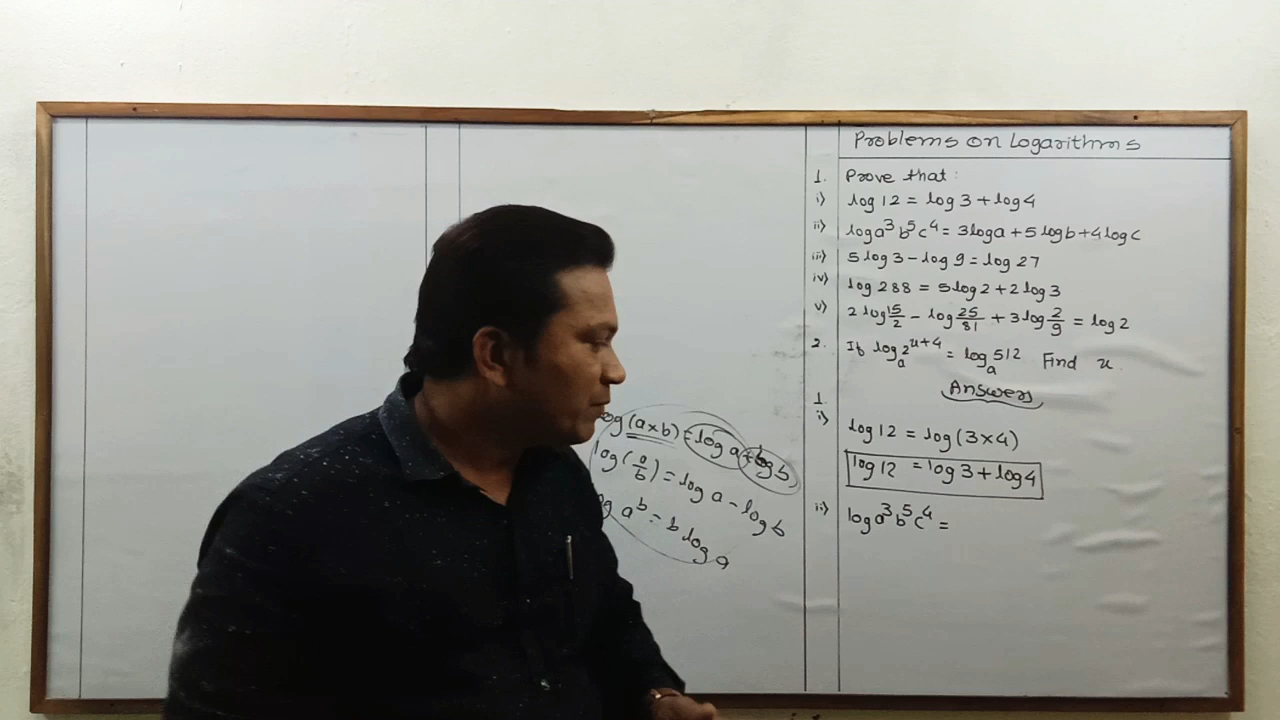 Problems on Logarithms
1. Prove that:
i) log 12 = log 3 + log 4
ii) log a³ b⁵ c⁴ = 3 log a + 5 log b + 4 log c
iii) 5 log 3 - log 9 = log 27
iv) log 288 = 5 log 2 + 2 log 3
v) 2 log 15/2 - log 25/81 + 3 log 2/9 = log 2
2. If logₐ 2ˣ⁺⁴ = logₐ 512 Find x.
Answers
1
i) log 12 = log (3 × 4)
log 12 = log 3 + log 4
ii) log a³ b⁵ c⁴ =
log (a × b) = log a + log b
log (a/b) = log a - log b
aᵇ = b log a